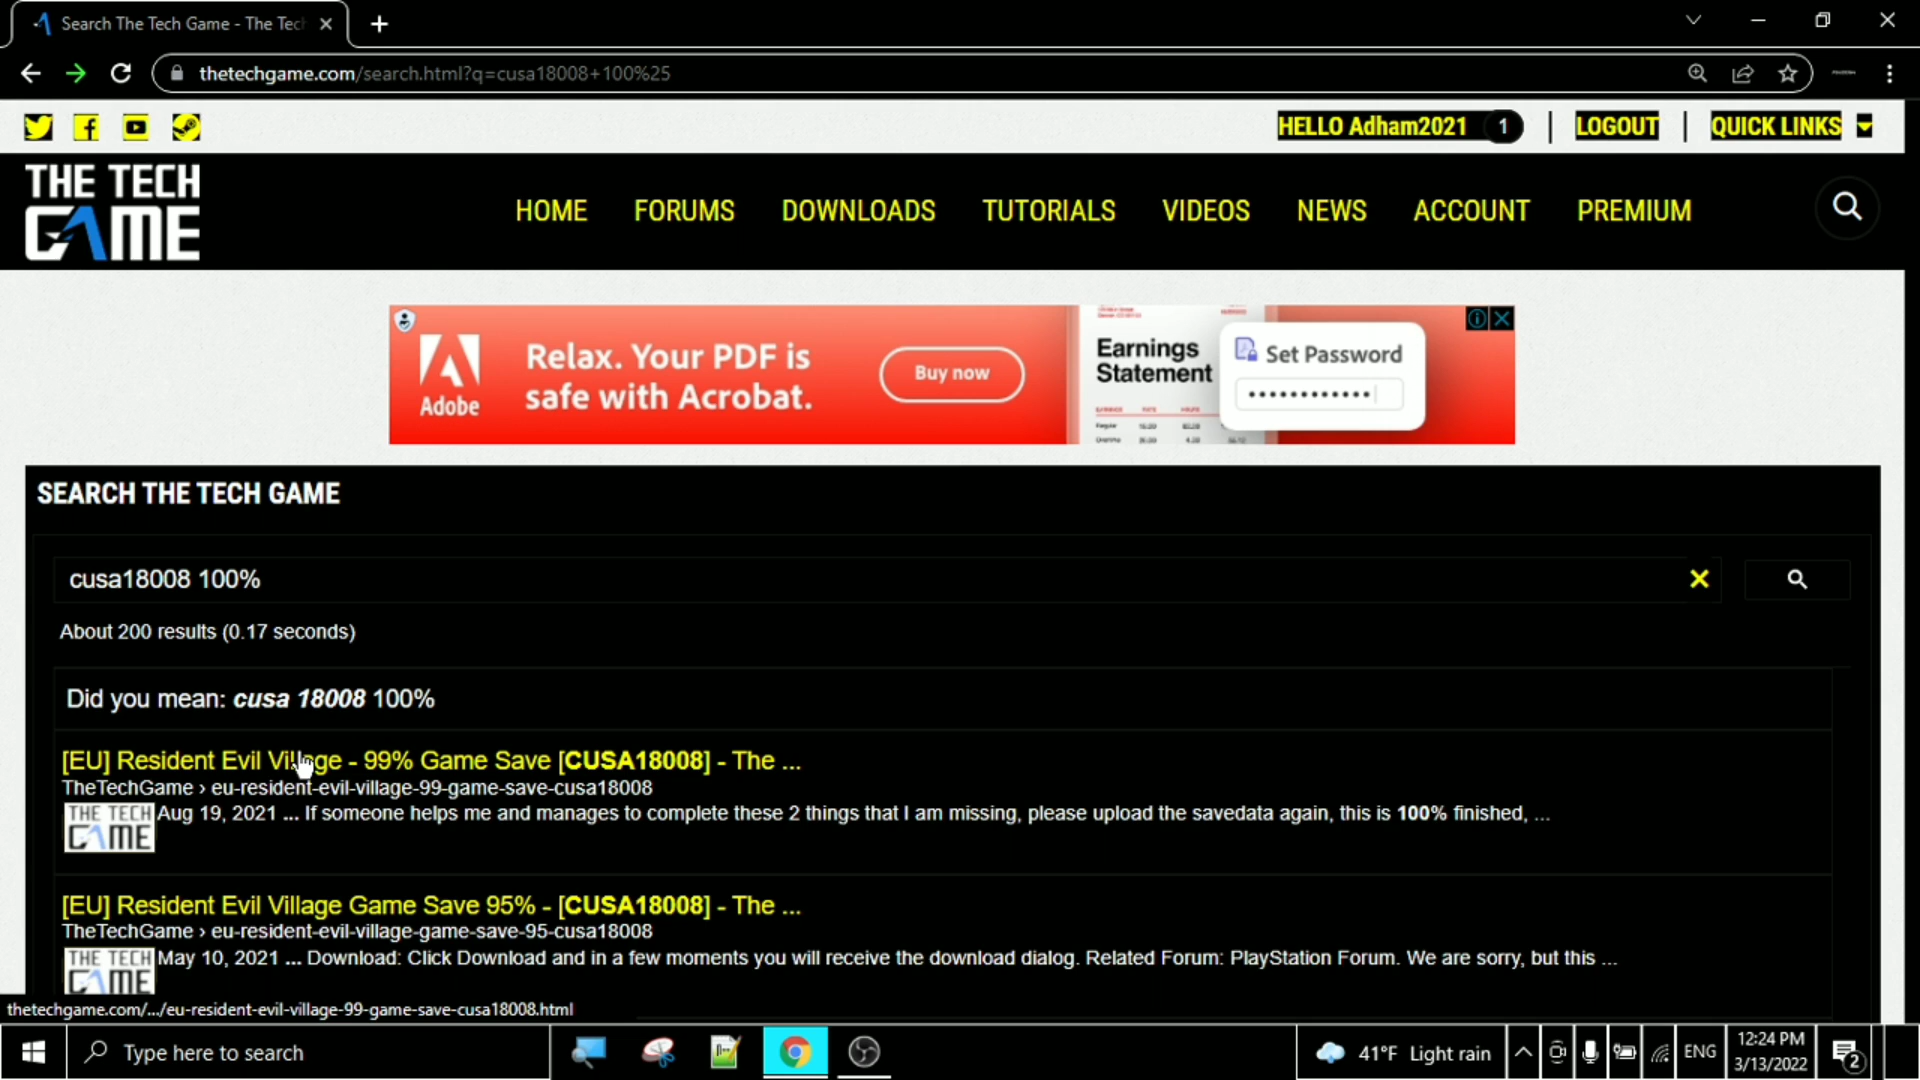 Search The Tech Game - The Tec
thetechgame.com/search.html?q=cusa18008+100%25
HELLO Adham2021 1 | LOGOUT | QUICK LINKS
THE TECH GAME
HOME FORUMS DOWNLOADS TUTORIALS VIDEOS NEWS ACCOUNT PREMIUM
Adobe
Relax. Your PDF is
safe with Acrobat.
Buy now
Earnings
Statement
Set Password
SEARCH THE TECH GAME
cusa18008 100%
About 200 results (0.17 seconds)
Did you mean: cusa 18008 100%
[EU] Resident Evil Village - 99% Game Save [CUSA18008] - The ...
TheTechGame › eu-resident-evil-village-99-game-save-cusa18008
THE TECH GAME
Aug 19, 2021 ... If someone helps me and manages to complete these 2 things that I am missing, please upload the savedata again, this is 100% finished, ...
[EU] Resident Evil Village Game Save 95% - [CUSA18008] - The ...
TheTechGame › eu-resident-evil-village-game-save-95-cusa18008
THE TECH GAME
May 10, 2021 ... Download: Click Download and in a few moments you will receive the download dialog. Related Forum: PlayStation Forum. We are sorry, but this ...
thetechgame.com/.../eu-resident-evil-village-99-game-save-cusa18008.html
Type here to search
41°F Light rain
ENG
12:24 PM
3/13/2022
2